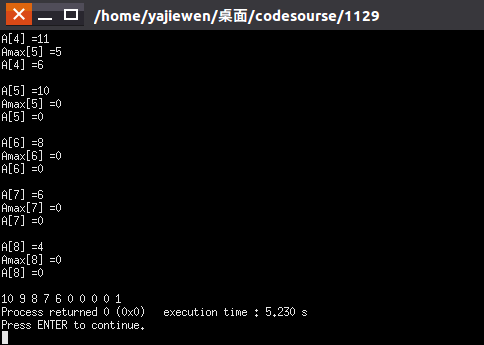 /home/yajiewen/桌面/codesourse/1129
A[4] =11
Amax[5] =5
A[4] =6
A[5] =10
Amax[5] =0
A[5] =0
A[6] =8
Amax[6] =0
A[6] =0
A[7] =6
Amax[7] =0
A[7] =0
A[8] =4
Amax[8] =0
A[8] =0
10 9 8 7 6 0 0 0 0 1
Process returned 0 (0x0)   execution time : 5.230 s
Press ENTER to continue.